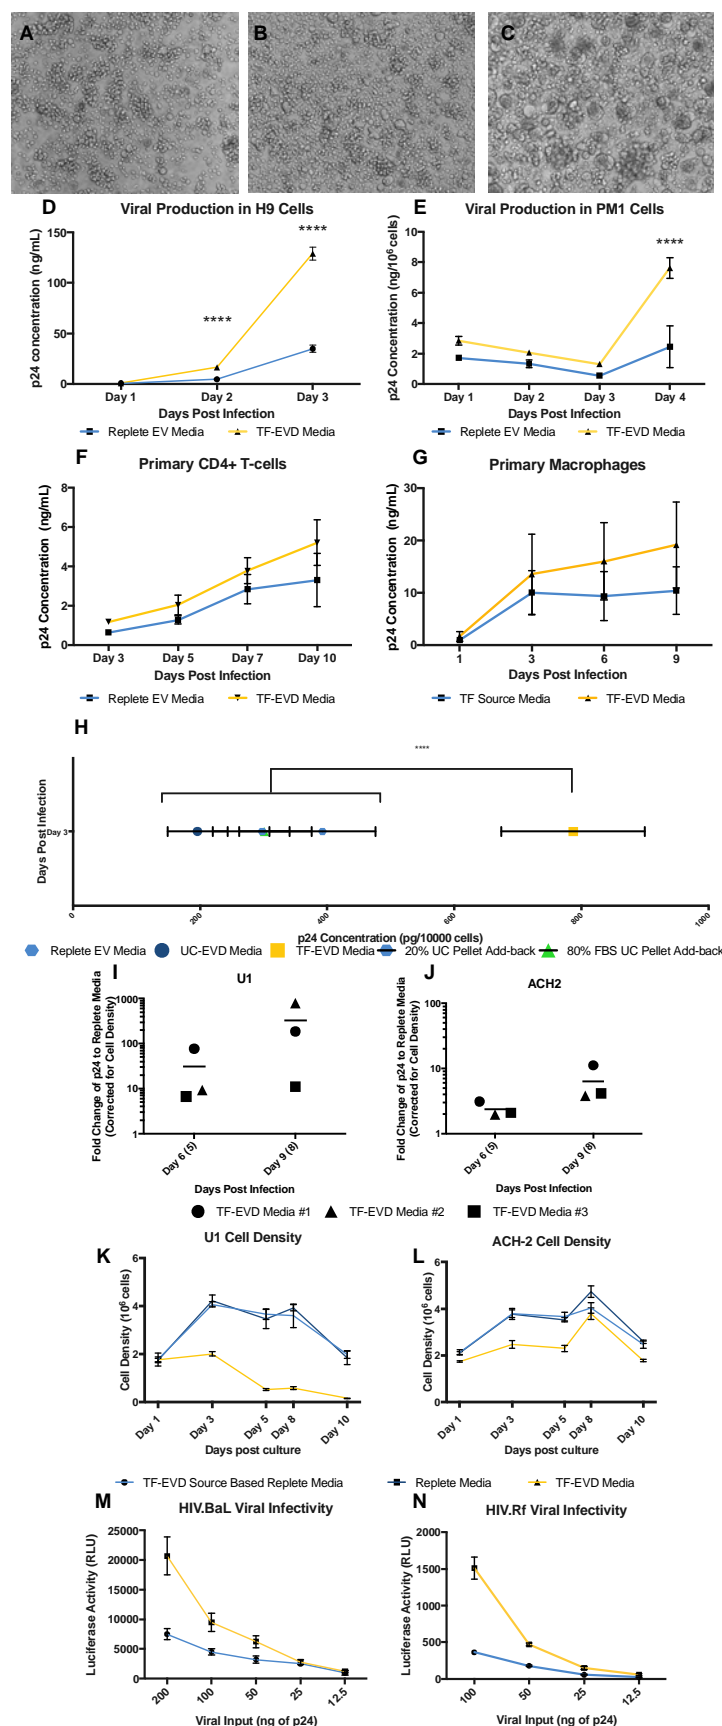 A
B
C
D
Viral Production in H9 Cells
p24 concentration (ng/mL)
150
100
50
0
****
****
Day 1
Day 2
Day 3
Days Post Infection
Replete EV Media
TF-EVD Media
E
Viral Production in PM1 Cells
p24 Concentration (ng/10⁶ cells)
10
8
6
4
2
0
****
Day 1
Day 2
Day 3
Day 4
Days Post Infection
Replete EV Media
TF-EVD Media
F
Primary CD4+ T-cells
p24 Concentration (ng/mL)
8
6
4
2
0
Day 3
Day 5
Day 7
Day 10
Days Post Infection
Replete EV Media
TF-EVD Media
G
Primary Macrophages
p24 Concentration (ng/mL)
30
20
10
0
1
3
6
9
Days Post Infection
TF Source Media
TF-EVD Media
H
****
Days Post Infection
Day 3
0
200
400
600
800
1000
p24 Concentration (pg/10000 cells)
Replete EV Media
UC-EVD Media
TF-EVD Media
20% UC Pellet Add-back
80% FBS UC Pellet Add-back
I
U1
Fold Change of p24 to Replete Media
(Corrected for Cell Density)
1000
100
10
1
Day 6 (5)
Day 9 (8)
Days Post Infection
J
ACH2
Fold Change of p24 to Replete Media
(Corrected for Cell Density)
100
10
1
Day 6 (5)
Day 9 (8)
Days Post Infection
TF-EVD Media #1
TF-EVD Media #2
TF-EVD Media #3
K
U1 Cell Density
Cell Density (10⁶ cells)
6
4
2
0
Day 1
Day 3
Day 5
Day 8
Day 10
Days post culture
L
ACH-2 Cell Density
Cell Density (10⁶ cells)
6
4
2
0
Day 1
Day 3
Day 5
Day 8
Day 10
Days post culture
TF-EVD Source Based Replete Media
Replete Media
TF-EVD Media
M
HIV.BaL Viral Infectivity
Luciferase Activity (RLU)
25000
20000
15000
10000
5000
0
200
100
50
25
12.5
Viral Input (ng of p24)
N
HIV.Rf Viral Infectivity
Luciferase Activity (RLU)
2000
1500
1000
500
0
100
50
25
12.5
Viral Input (ng of p24)